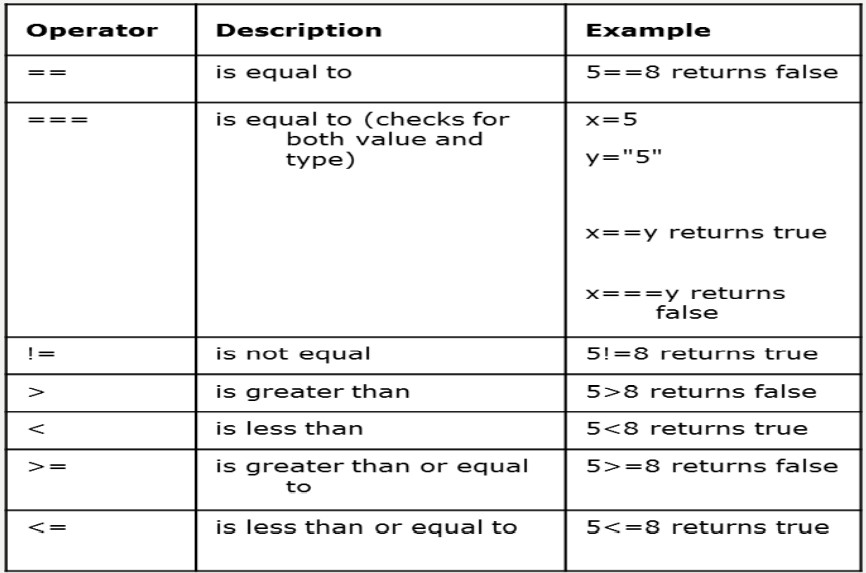 Operator Description Example
== is equal to 5==8 returns false
=== is equal to (checks for both value and type) x=5
y="5"
x==y returns true
x===y returns
false
!= is not equal 5!=8 returns true
> is greater than 5>8 returns false
< is less than 5<8 returns true
>= is greater than or equal to 5>=8 returns false
<= is less than or equal to 5<=8 returns true